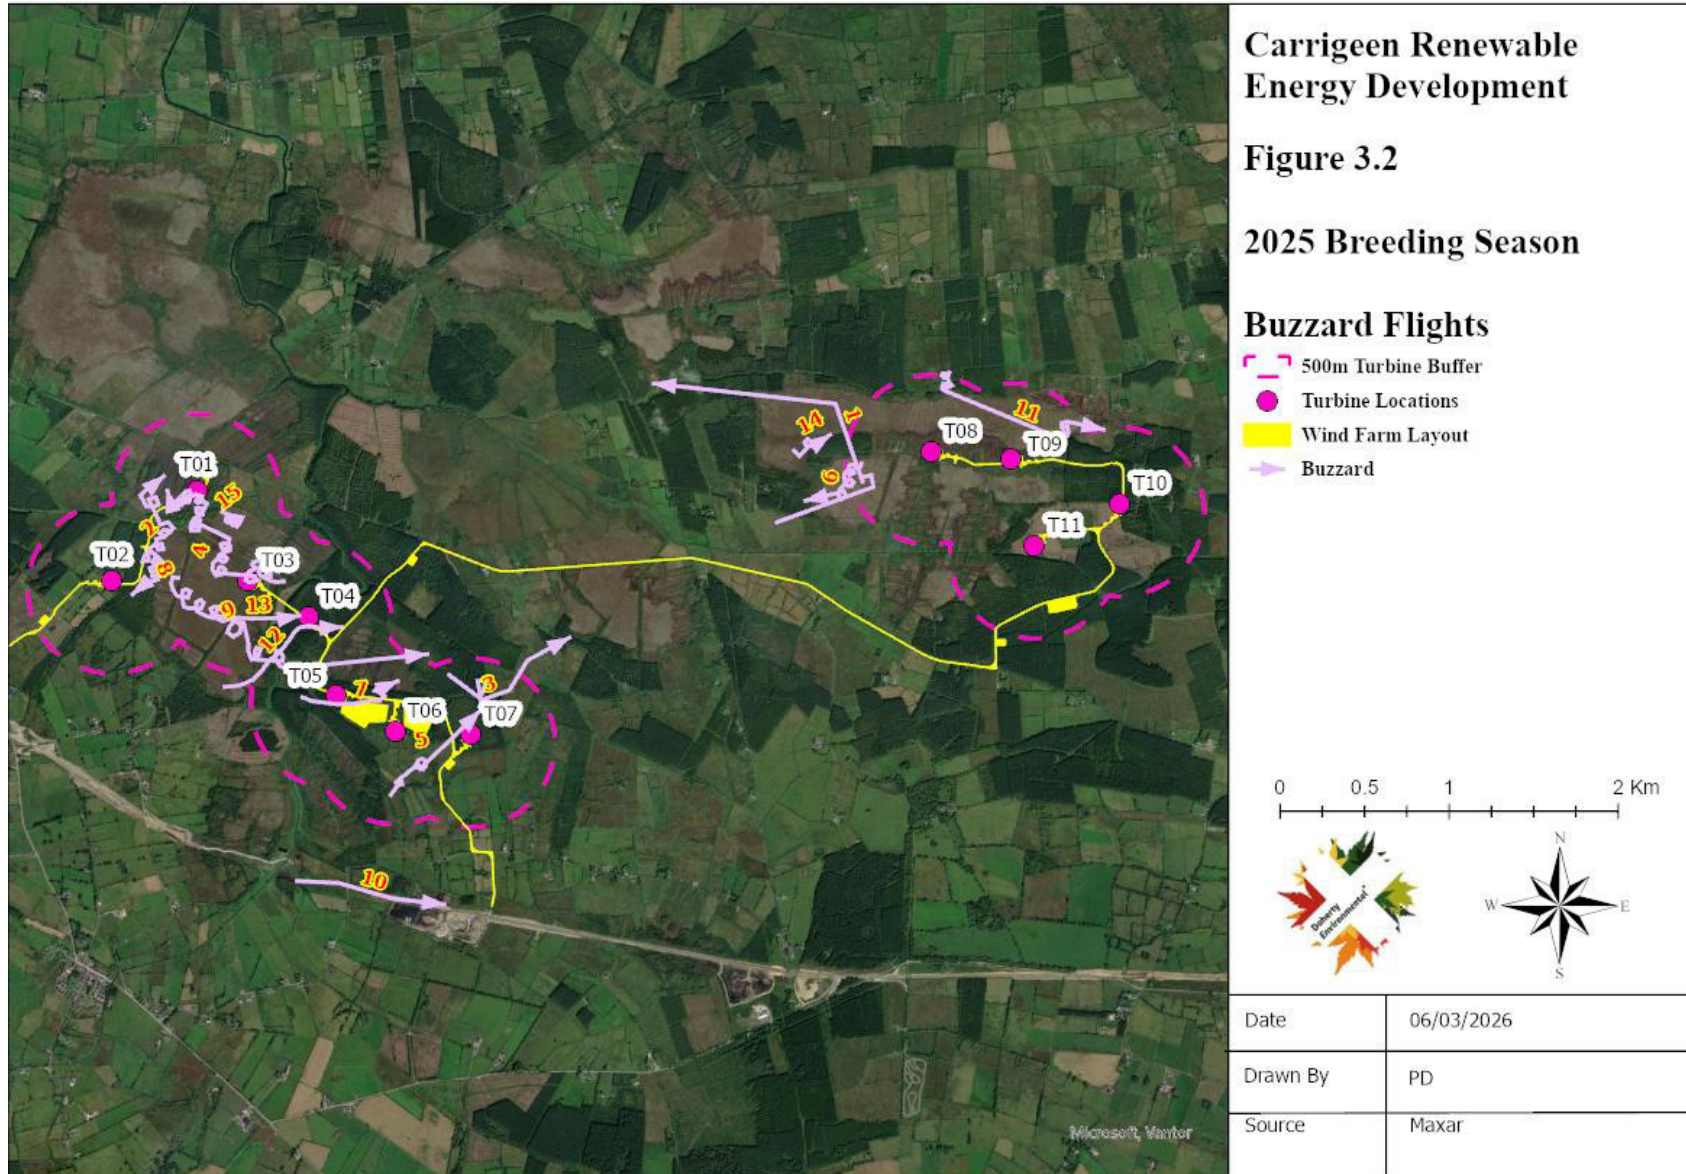 Carrigeen Renewable
Energy Development
Figure 3.2
2025 Breeding Season
Buzzard Flights
500m Turbine Buffer
Turbine Locations
Wind Farm Layout
Buzzard
0 0.5 1 2 Km
Doherty
Environmental
N
W E
S
Date 06/03/2026
Drawn By PD
Source Maxar
11
1
14
T08
T09
6
T10
T11
T01
15
2
4
T02
8
T03
9 13
T04
12
T05
7
3
T06
T07
5
10
Microsoft, Vantor